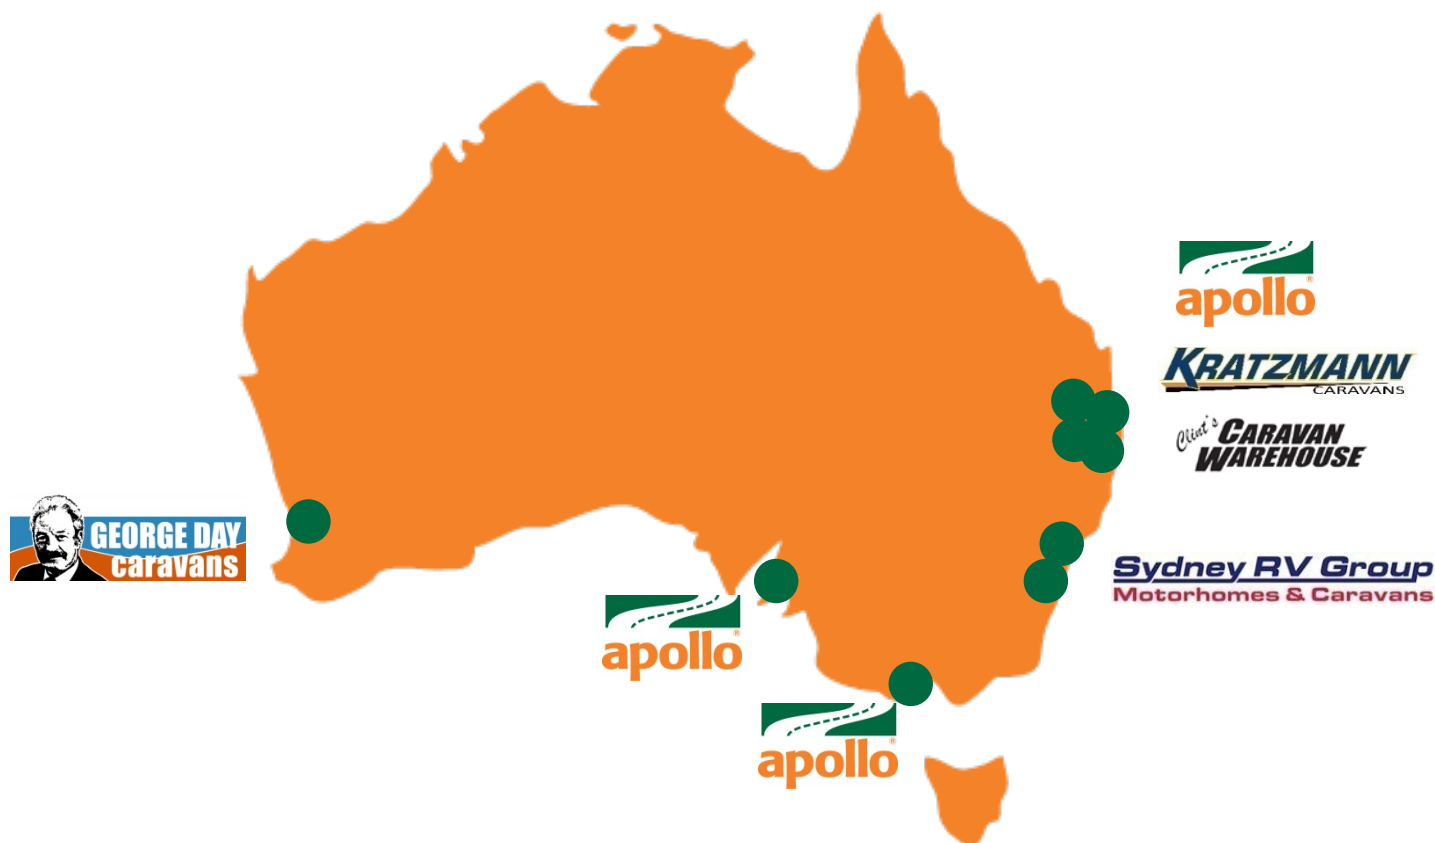 apollo®
KRATZMANN
CARAVANS
Clint's CARAVAN
WAREHOUSE
GEORGE DAY
caravans
Sydney RV Group
Motorhomes & Caravans
apollo®
apollo®